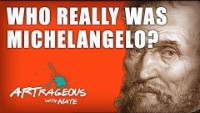 WHO REALLY WAS
MICHELANGELO?
ARTRAGEOUS
WITH NATE